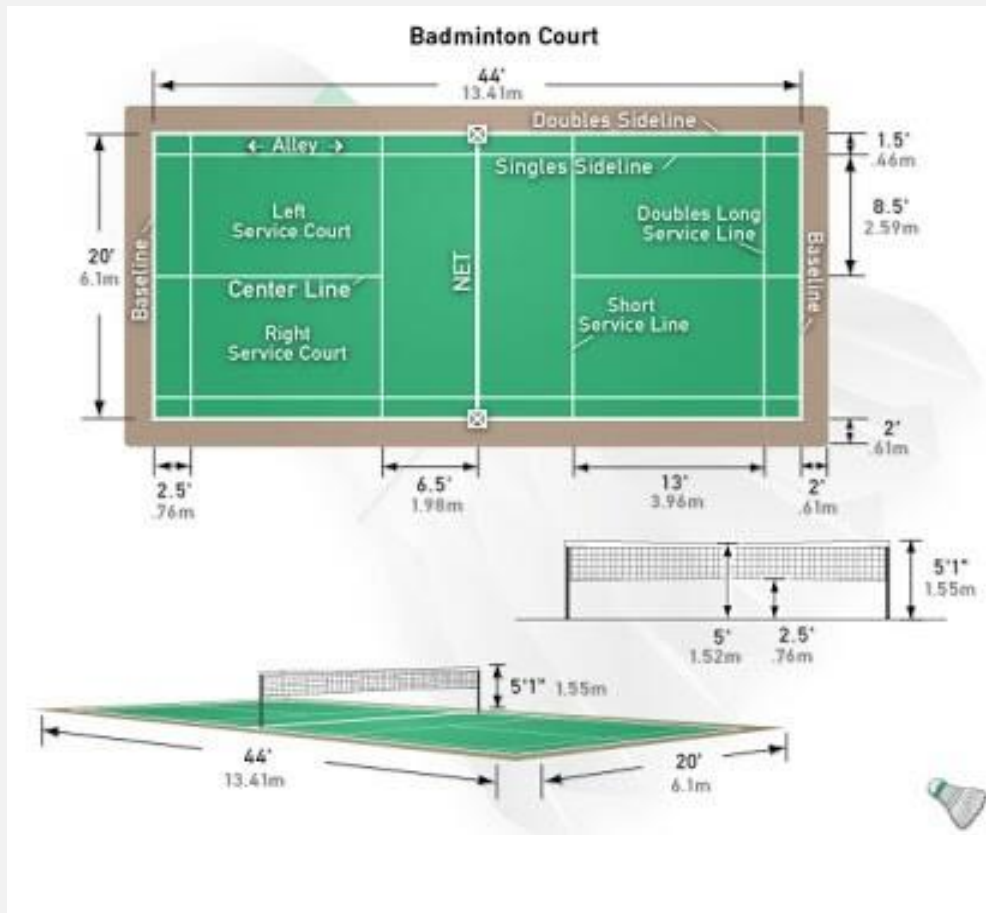 Badminton Court
44'
13.41m
Doubles Sideline
← Alley →
Singles Sideline
1.5'
.46m
Left
Service Court
Doubles Long
Service Line
8.5'
2.59m
20'
6.1m
Baseline
Center Line
NET
Baseline
Right
Service Court
Short
Service Line
2'
.61m
2.5'
.76m
6.5'
1.98m
13'
3.96m
2'
.61m
5'1"
1.55m
5'
1.52m
2.5'
.76m
5'1" 1.55m
44'
13.41m
20'
6.1m